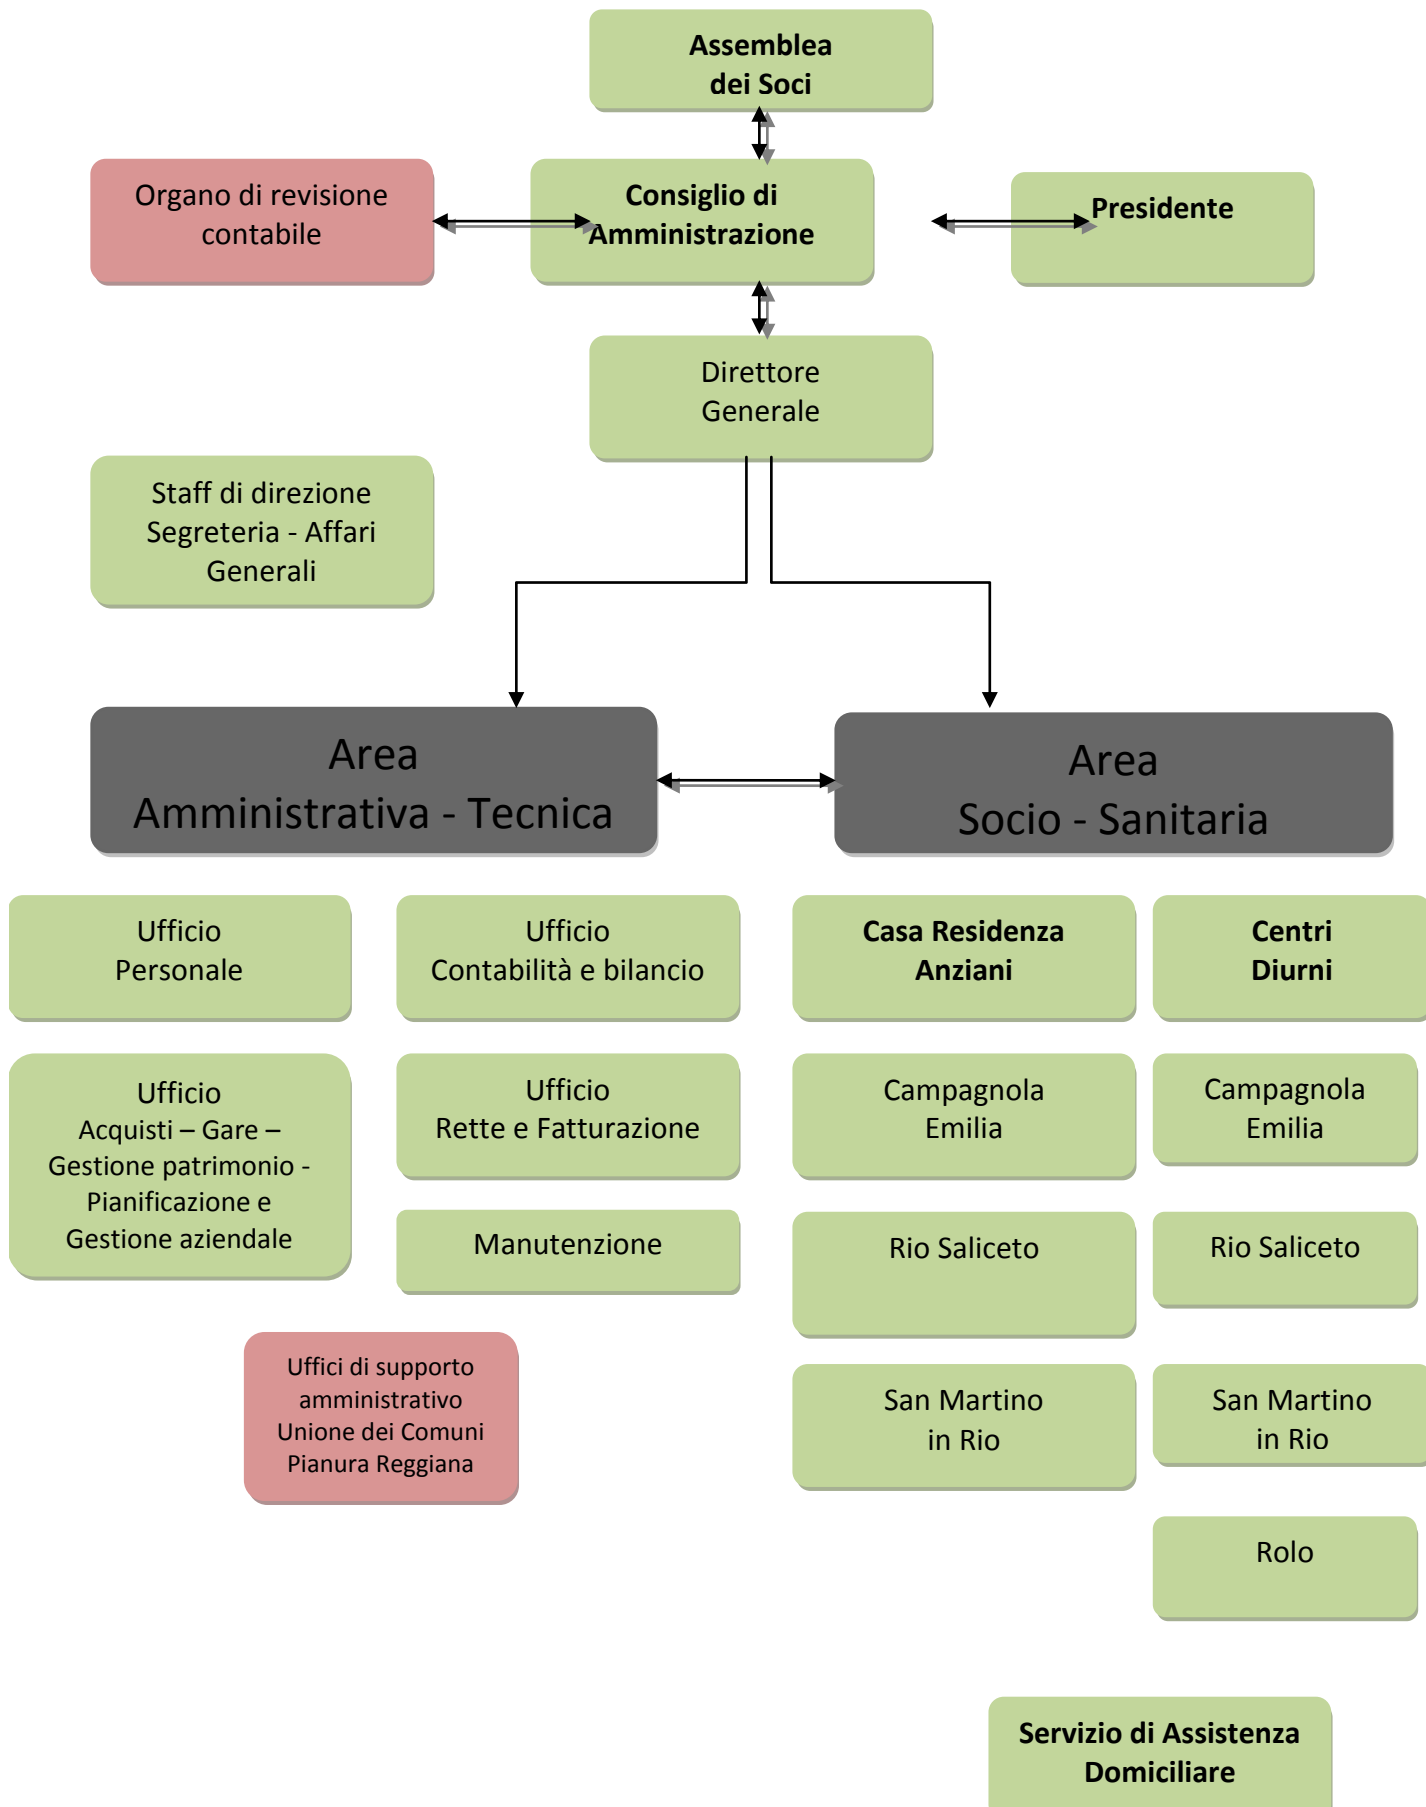 Assemblea
dei Soci
Organo di revisione
contabile
Consiglio di
Amministrazione
Presidente
Direttore
Generale
Staff di direzione
Segreteria - Affari
Generali
Area
Amministrativa - Tecnica
Area
Socio - Sanitaria
Ufficio
Personale
Ufficio
Contabilità e bilancio
Casa Residenza
Anziani
Centri
Diurni
Ufficio
Acquisti – Gare –
Gestione patrimonio -
Pianificazione e
Gestione aziendale
Ufficio
Rette e Fatturazione
Campagnola
Emilia
Campagnola
Emilia
Manutenzione
Rio Saliceto
Rio Saliceto
Uffici di supporto
amministrativo
Unione dei Comuni
Pianura Reggiana
San Martino
in Rio
San Martino
in Rio
Rolo
Servizio di Assistenza
Domiciliare